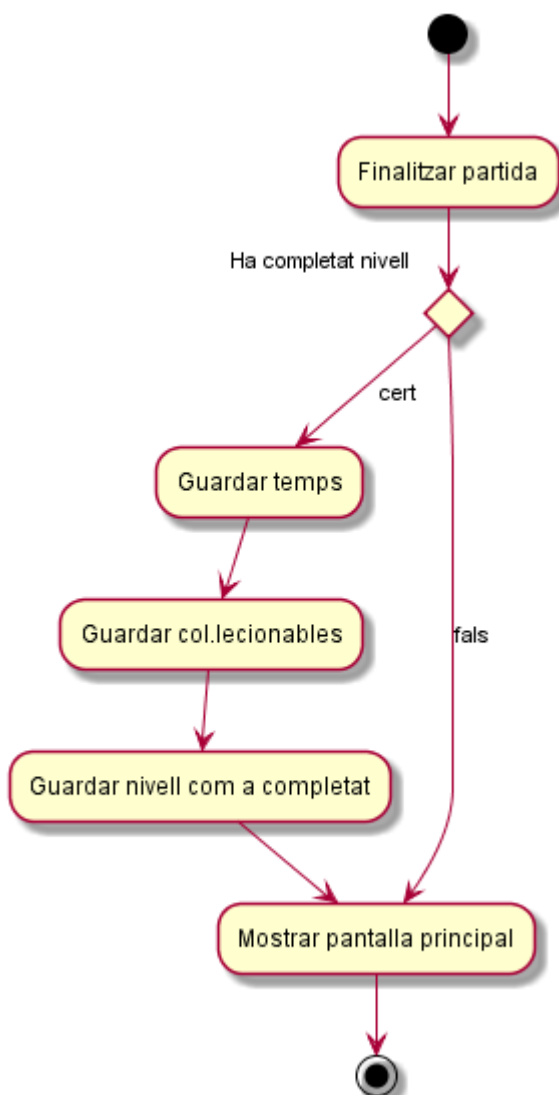 Finalitzar partida
Ha completat nivell
cert
Guardar temps
Guardar col.lecionables
fals
Guardar nivell com a completat
Mostrar pantalla principal